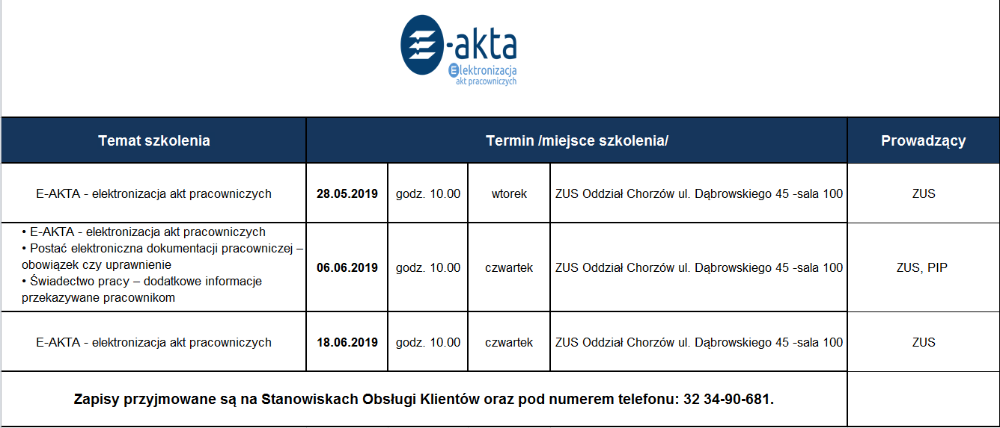 E-akta
Elektronizacja
akt pracowniczych
Temat szkolenia Termin /miejsce szkolenia/ Prowadzący
E-AKTA - elektronizacja akt pracowniczych 28.05.2019 godz. 10.00 wtorek ZUS Oddział Chorzów ul. Dąbrowskiego 45 -sala 100 ZUS
• E-AKTA - elektronizacja akt pracowniczych
• Postać elektroniczna dokumentacji pracowniczej –
obowiązek czy uprawnienie
• Świadectwo pracy – dodatkowe informacje
przekazywane pracownikom
06.06.2019 godz. 10.00 czwartek ZUS Oddział Chorzów ul. Dąbrowskiego 45 -sala 100 ZUS, PIP
E-AKTA - elektronizacja akt pracowniczych 18.06.2019 godz. 10.00 czwartek ZUS Oddział Chorzów ul. Dąbrowskiego 45 -sala 100 ZUS
Zapisy przyjmowane są na Stanowiskach Obsługi Klientów oraz pod numerem telefonu: 32 34-90-681.